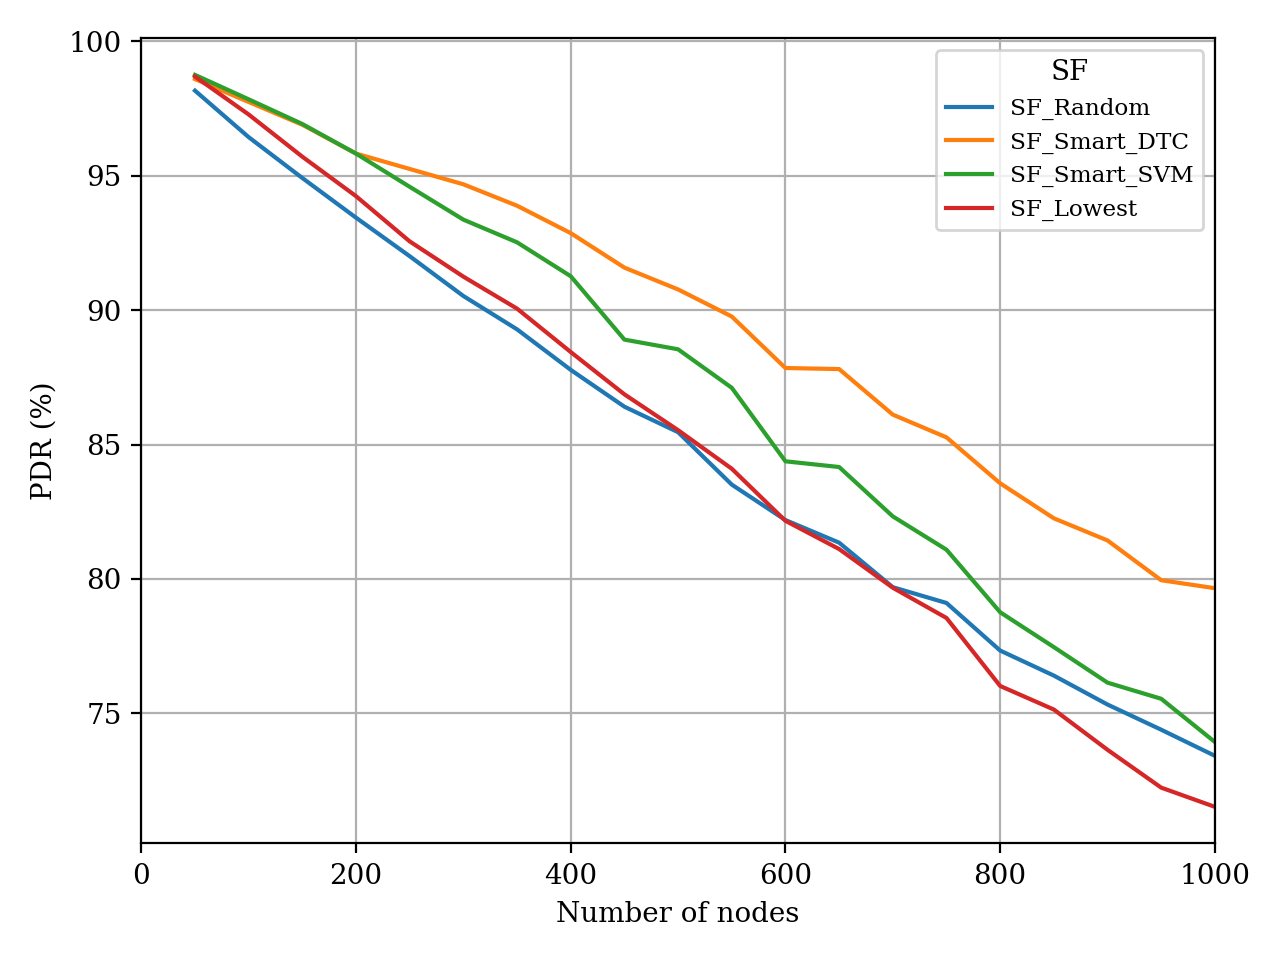 SF
SF_Random
SF_Smart_DTC
SF_Smart_SVM
SF_Lowest
100
95
90
85
80
75
PDR (%)
0 200 400 600 800 1000
Number of nodes